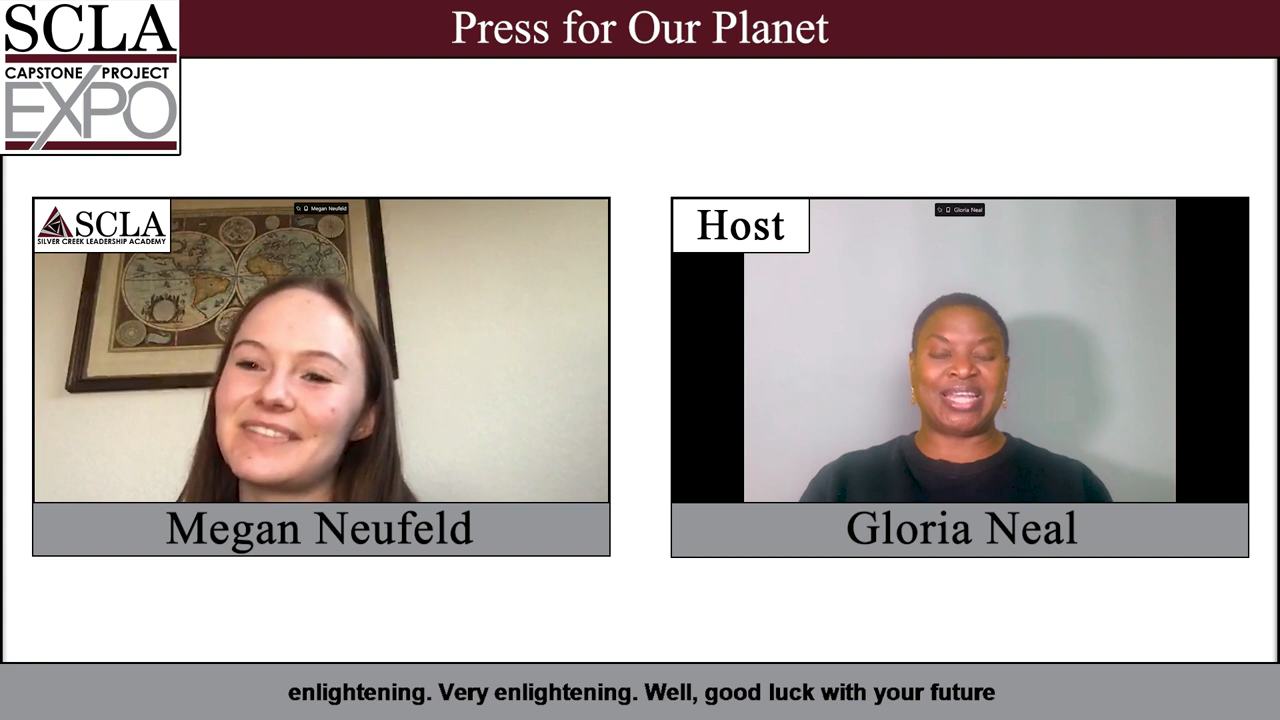 SCLA
CAPSTONE PROJECT
EXPO
Press for Our Planet
SCLA
SILVER CREEK LEADERSHIP ACADEMY
Megan Neufeld
Host
Gloria Neal
Megan Neufeld
Gloria Neal
enlightening. Very enlightening. Well, good luck with your future